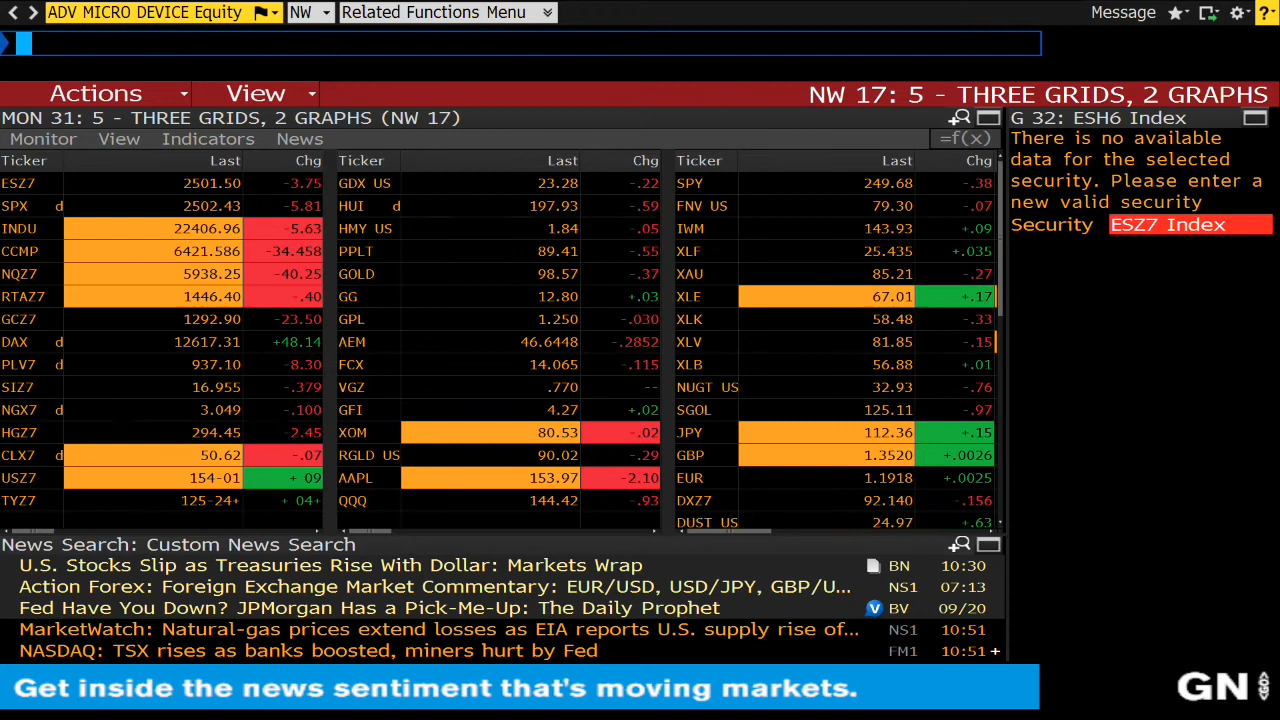 ADV MICRO DEVICE Equity NW Related Functions Menu Message ?
Actions View NW 17: 5 - THREE GRIDS, 2 GRAPHS
MON 31: 5 - THREE GRIDS, 2 GRAPHS (NW 17) G 32: ESH6 Index
Monitor View Indicators News =f(x)
There is no available
data for the selected
security. Please enter a
new valid security
Security ESZ7 Index
Ticker Last Chg Ticker Last Chg Ticker Last Chg
ESZ7 2501.50 -3.75 GDX US 23.28 -.22 SPY 249.68 -.38
SPX d 2502.43 -5.81 HUI d 197.93 -.59 FNV US 79.30 -.07
INDU 22406.96 -5.63 HMY US 1.84 -.05 IWM 143.93 +.09
CCMP 6421.586 -34.458 PPLT 89.41 -.55 XLF 25.435 +.035
NQZ7 5938.25 -40.25 GOLD 98.57 -.37 XAU 85.21 -.27
RTAZ7 1446.40 -.40 GG 12.80 +.03 XLE 67.01 +.17
GCZ7 1292.90 -23.50 GPL 1.250 -.030 XLK 58.48 -.33
DAX d 12617.31 +48.14 AEM 46.6448 -.2852 XLV 81.85 -.15
PLV7 d 937.10 -8.30 FCX 14.065 -.115 XLB 56.88 +.01
SIZ7 16.955 -.379 VGZ .770 -- NUGT US 32.93 -.76
NGX7 d 3.049 -.100 GFI 4.27 +.02 SGOL 125.11 -.97
HGZ7 294.45 -2.45 XOM 80.53 -.02 JPY 112.36 +.15
CLX7 d 50.62 -.07 RGLD US 90.02 -.29 GBP 1.3520 +.0026
USZ7 154-01 + 09 AAPL 153.97 -2.10 EUR 1.1918 +.0025
TYZ7 125-24+ + 04+ QQQ 144.42 -.93 DXZ7 92.140 -.156
DUST US 24.97 +.63
News Search: Custom News Search
U.S. Stocks Slip as Treasuries Rise With Dollar: Markets Wrap BN 10:30
Action Forex: Foreign Exchange Market Commentary: EUR/USD, USD/JPY, GBP/U... NS1 07:13
Fed Have You Down? JPMorgan Has a Pick-Me-Up: The Daily Prophet V BV 09/20
MarketWatch: Natural-gas prices extend losses as EIA reports U.S. supply rise of... NS1 10:51
NASDAQ: TSX rises as banks boosted, miners hurt by Fed FM1 10:51 +
Get inside the news sentiment that's moving markets. GN GO>